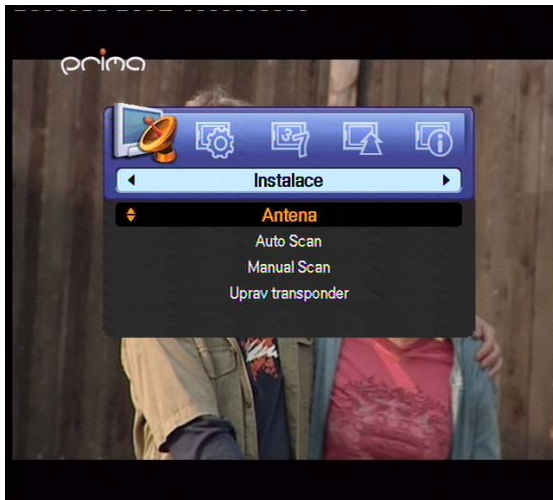 prima
Instalace
Antena
Auto Scan
Manual Scan
Uprav transponder